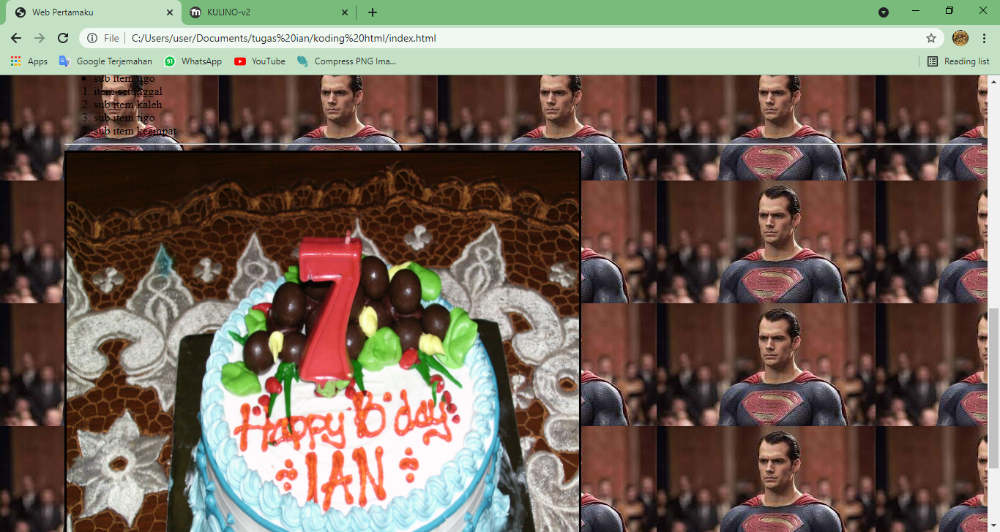 Web Pertamaku
KULINO-v2
File
C:/Users/user/Documents/tugas%20ian/koding%20html/index.html
Apps
Google Terjemahan
91
WhatsApp
YouTube
Compress PNG Ima...
Reading list
sub item tigo
1. item setunggal
2. sub item kaleh
3. sub item tigo
sub item keempat
7
Happy B'day
IAN